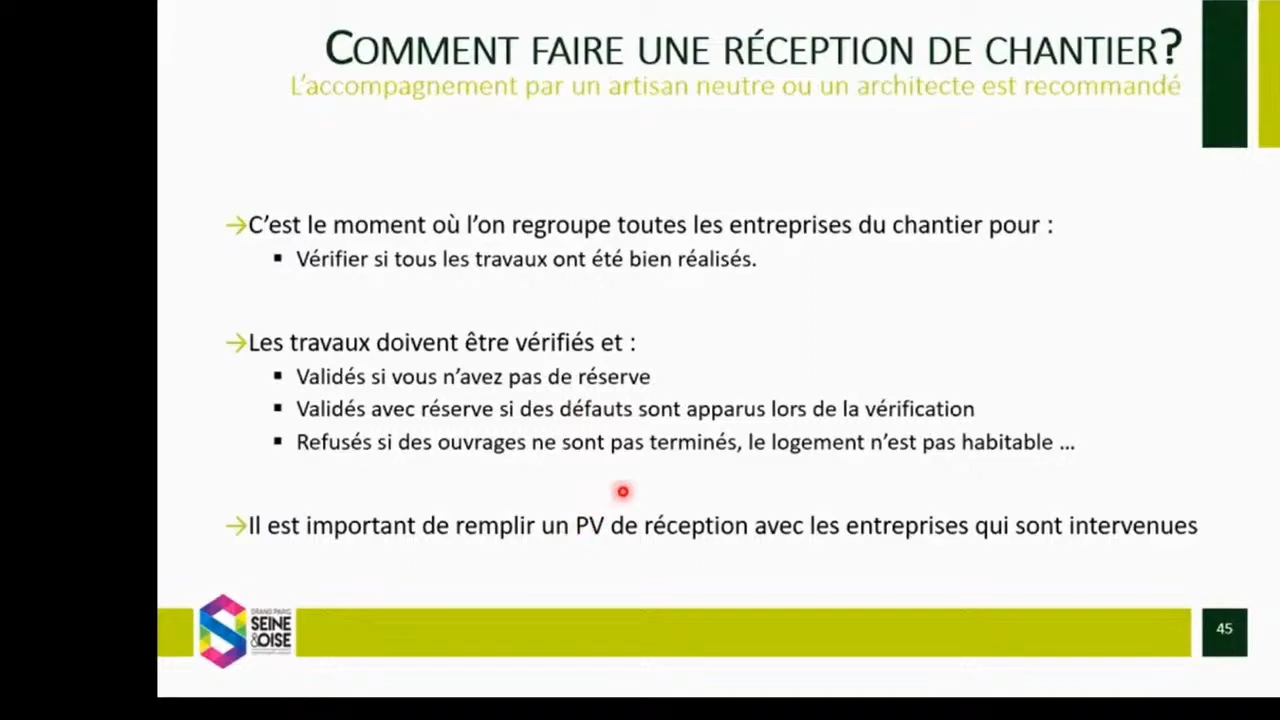 COMMENT FAIRE UNE RÉCEPTION DE CHANTIER?
L'accompagnement par un artisan neutre ou un architecte est recommandé
→C'est le moment où l'on regroupe toutes les entreprises du chantier pour :
▪ Vérifier si tous les travaux ont été bien réalisés.
→Les travaux doivent être vérifiés et :
▪ Validés si vous n'avez pas de réserve
▪ Validés avec réserve si des défauts sont apparus lors de la vérification
▪ Refusés si des ouvrages ne sont pas terminés, le logement n'est pas habitable ...
→Il est important de remplir un PV de réception avec les entreprises qui sont intervenues
GRAND PARIS
SEINE
&OISE
45